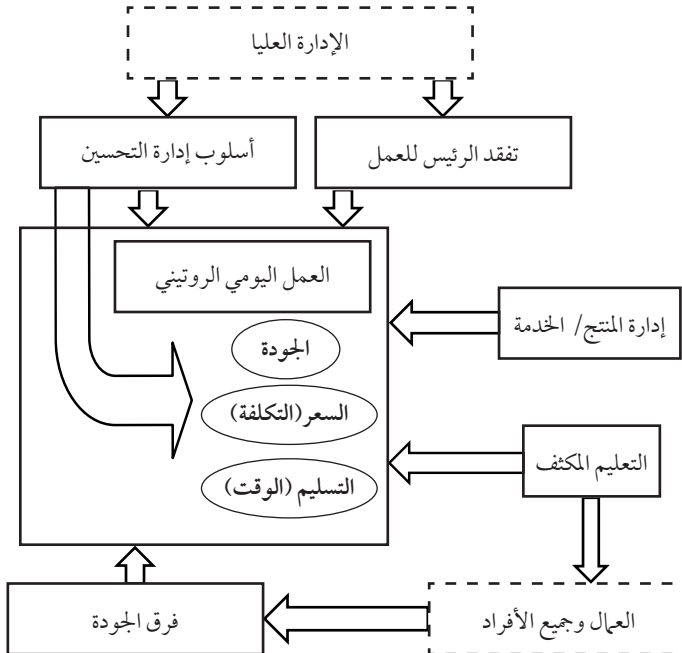 الإدارة العليا
تفقد الرئيس للعمل
أسلوب إدارة التحسين
العمل اليومي الروتيني
إدارة المنتج/ الخدمة
الجودة
السعر (التكلفة)
التعليم المكثف
التسليم (الوقت)
العمال وجميع الأفراد
فرق الجودة